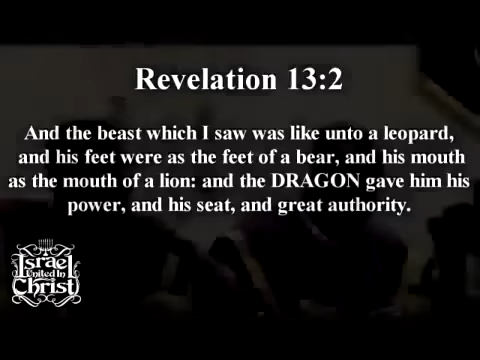 Revelation 13:2
And the beast which I saw was like unto a leopard,
and his feet were as the feet of a bear, and his mouth
as the mouth of a lion: and the DRAGON gave him his
power, and his seat, and great authority.
Israel
United In
Christ